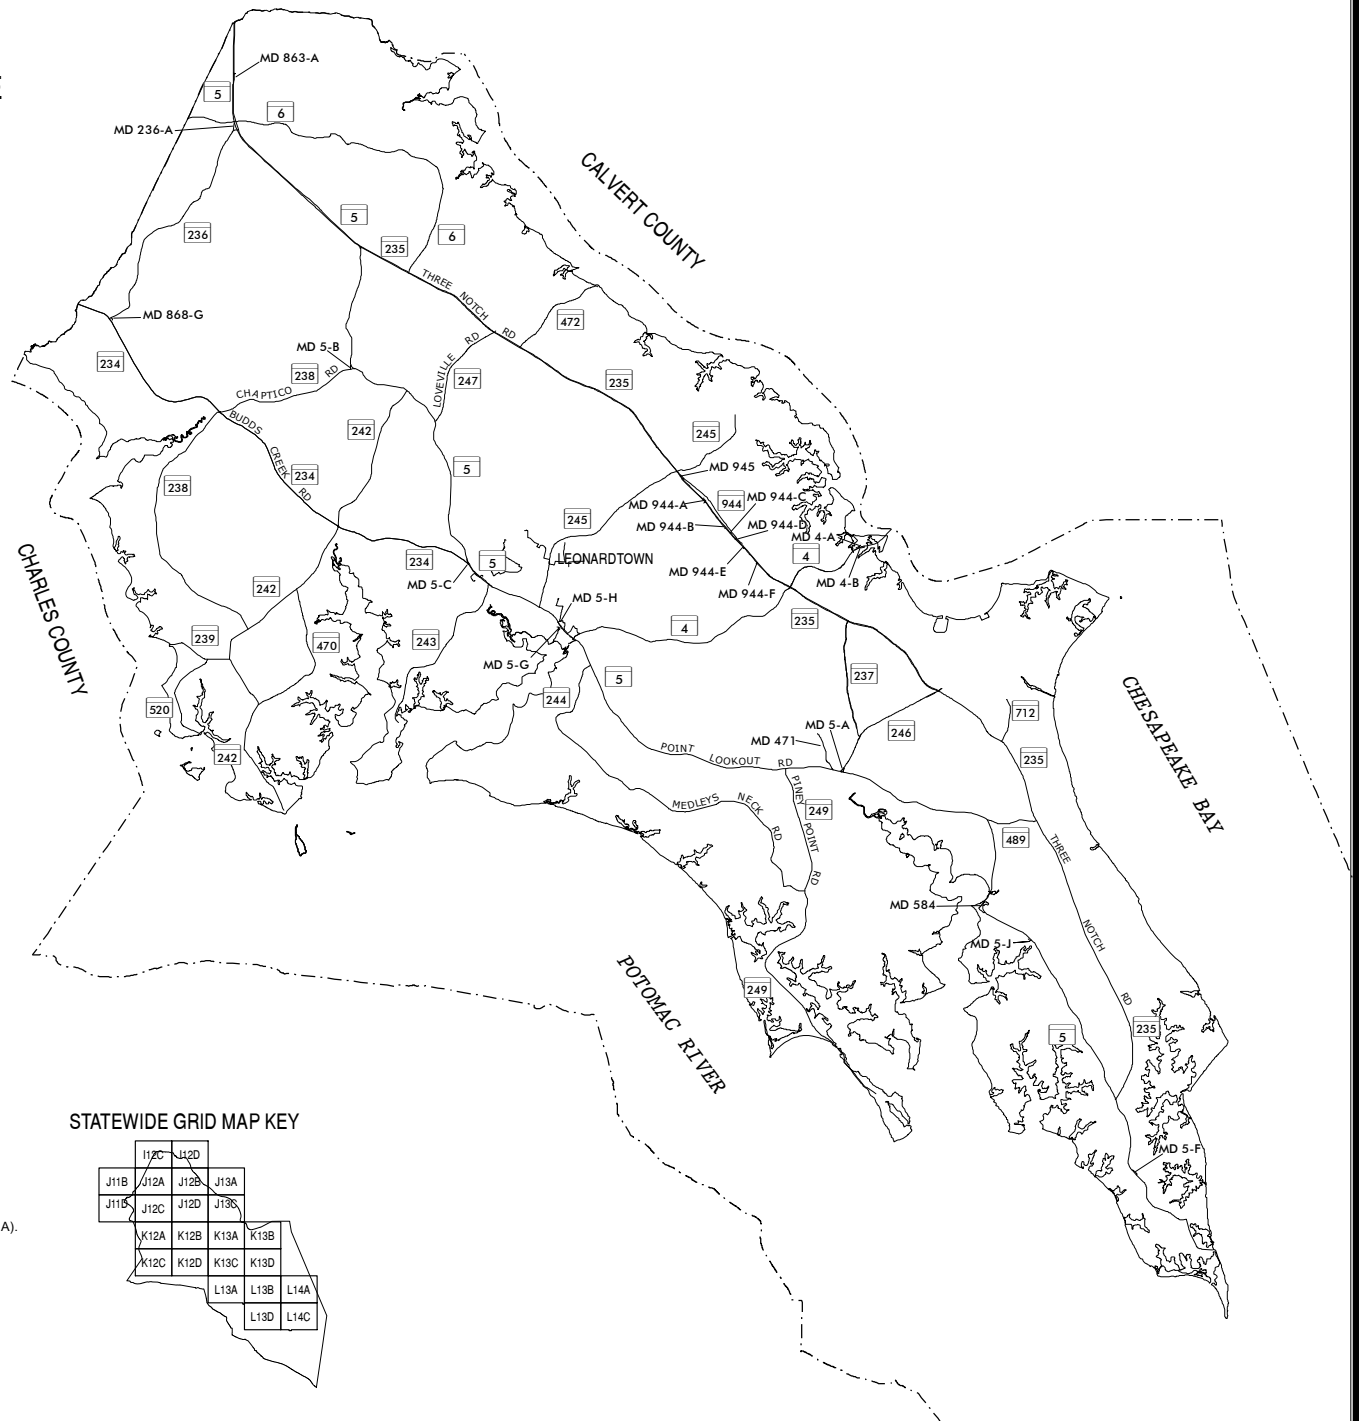 MD 863-A
5
6
MD 236-A
CALVERT COUNTY
5
236
235
6
THREE NOTCH RD
MD 868-G
472
MD 5-B
LOVEVILLE RD
234
238
CHAPTICO RD
247
235
BUDDS CREEK RD
242
245
5
MD 945
234
238
MD 944-A
944
MD 944-C
245
MD 944-B
MD 944-D
MD 4-A
CHARLES COUNTY
234
5
LEONARDTOWN
4
MD 5-C
MD 944-E
MD 4-B
242
MD 944-F
MD 5-H
235
239
470
243
4
MD 5-G
5
237
244
CHESAPEAKE BAY
520
MD 5-A
712
MD 471
246
242
POINT LOOKOUT RD
235
PINEY POINT RD
MEDLEYS NECK RD
249
489
THREE NOTCH RD
MD 584
MD 5-J
POTOMAC RIVER
249
235
5
STATEWIDE GRID MAP KEY
MD 5-F
I12C I12D
J11B J12A J12B J13A
J11D J12C J12D J13C
A).
K12A K12B K13A K13B
K12C K12D K13C K13D
L13A L13B L14A
L13D L14C